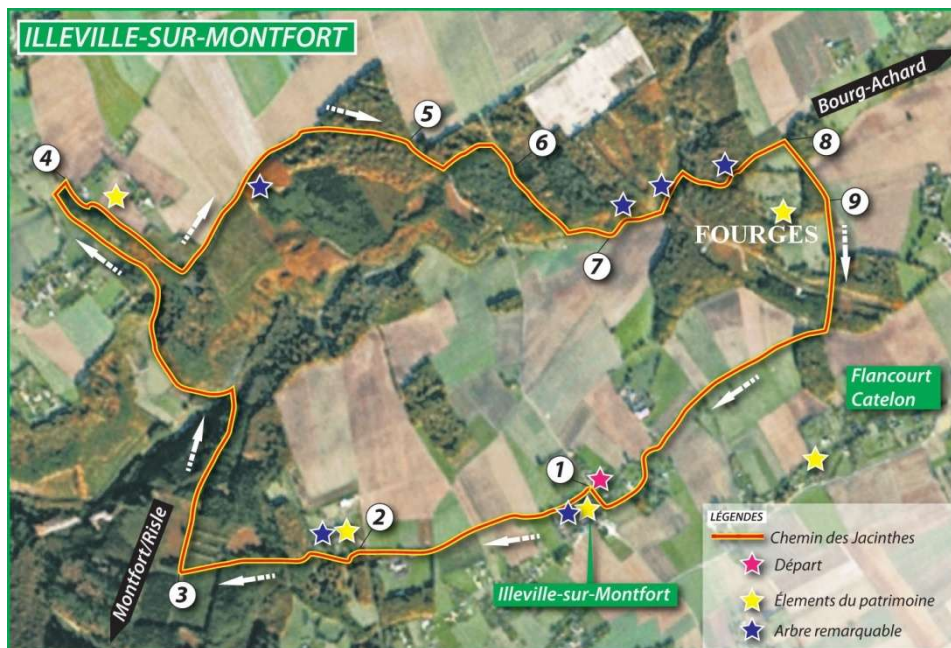 ILLEVILLE-SUR-MONTFORT
Bourg-Achard
5
8
4
6
9
FOURGES
7
Flancourt
Catelon
1
2
LÉGENDES
Chemin des Jacinthes
Départ
Élements du patrimoine
Arbre remarquable
Montfort/Risle
3
Illeville-sur-Montfort